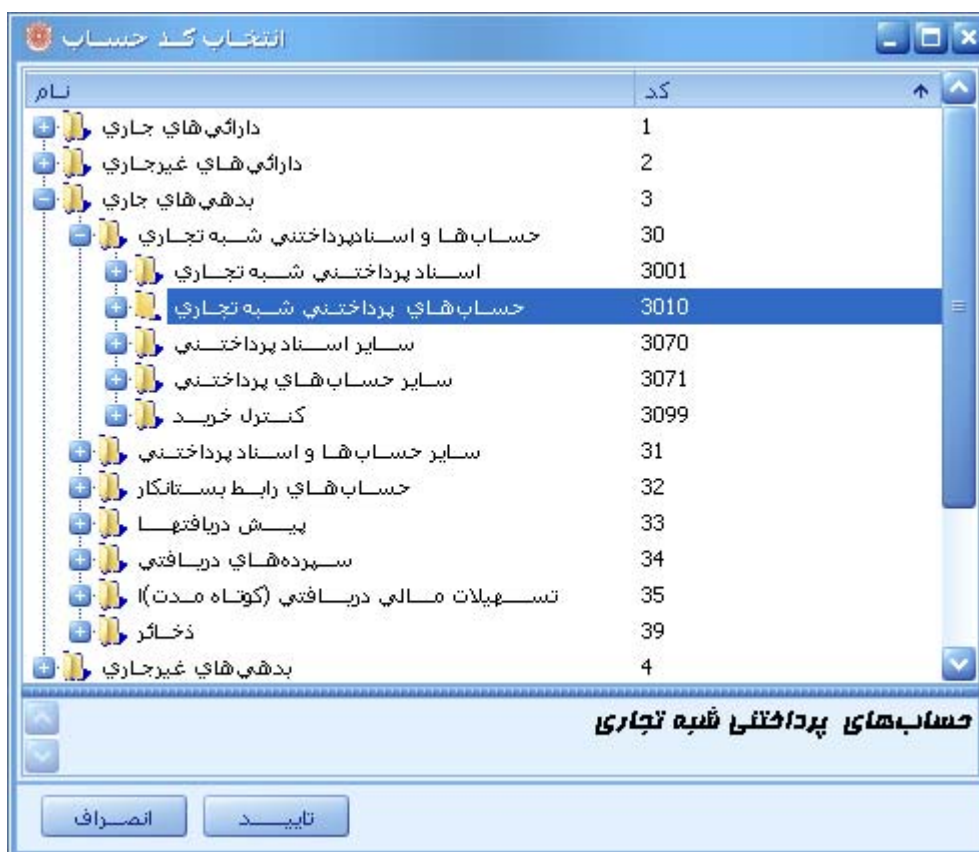 انتخاب کد حساب
نام کد
دارائي‌هاي جاري 1
دارائي‌هاي غيرجاري 2
بدهي‌هاي جاري 3
حساب‌ها و اسنادپرداختني شبه تجاري 30
اسناد پرداختني شبه تجاري 3001
حساب‌هاي پرداختني شبه تجاري 3010
ساير اسناد پرداختني 3070
ساير حساب‌هاي پرداختني 3071
کنترل خريد 3099
ساير حساب‌ها و اسناد پرداختني 31
حساب‌هاي رابط بستانکار 32
پيش دريافتها 33
سپرده‌هاي دريافتي 34
تسهيلات مالي دريافتي (کوتاه مدت)ا 35
ذخائر 39
بدهي‌هاي غيرجاري 4
حساب‌های پرداختنی شبه تجاری
انصراف تاييد